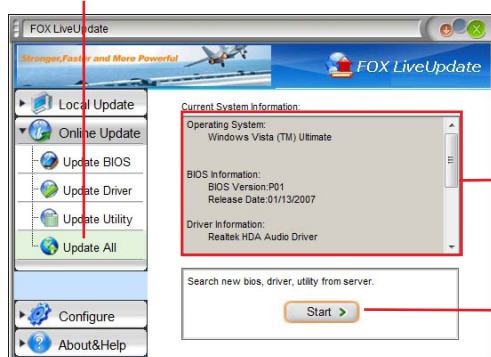 FOX LiveUpdate
Stronger,Faster and More Powerful
FOX LiveUpdate
Local Update
Online Update
Update BIOS
Update Driver
Update Utility
Update All
Configure
About&Help
Current System Information:
Operating System:
Windows Vista (TM) Ultimate
BIOS Information:
BIOS Version:P01
Release Date:01/13/2007
Driver Information:
Realtek HDA Audio Driver
Search new bios, driver, utility from server.
Start >